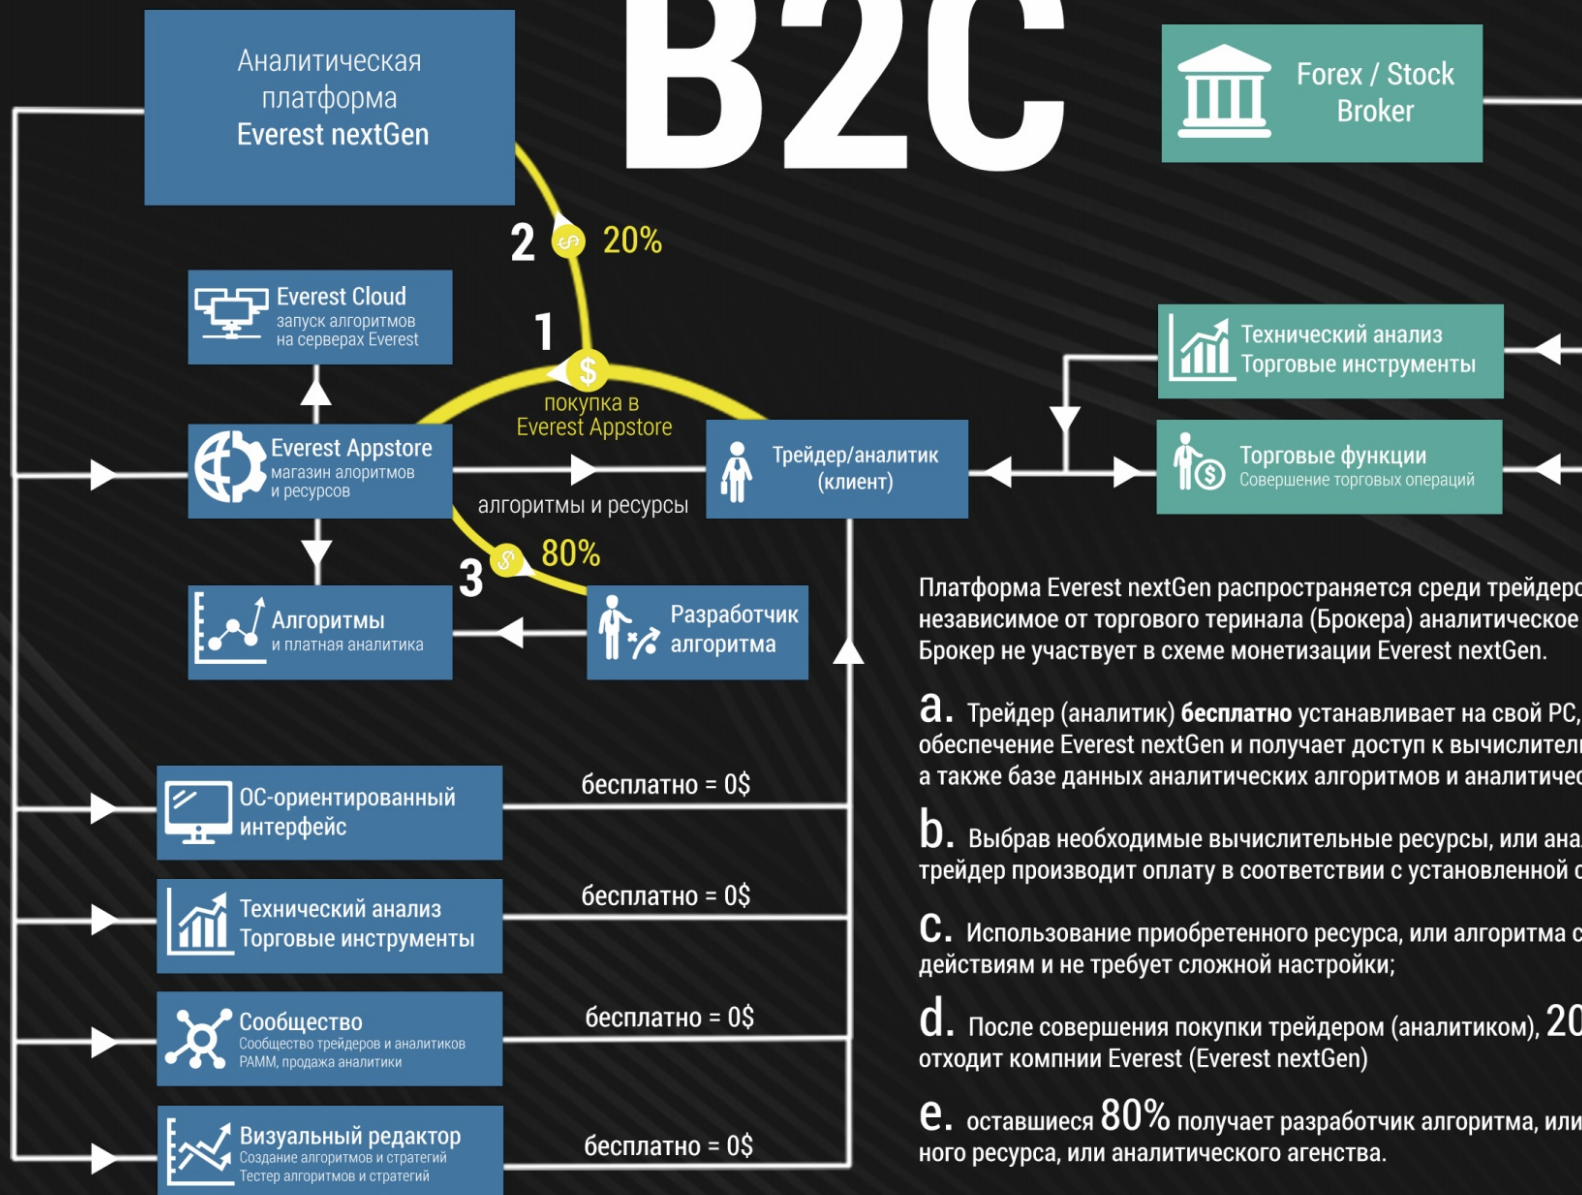 B2C
Аналитическая
платформа
Everest nextGen
Forex / Stock
Broker
2
20%
Everest Cloud
запуск алгоритмов
на серверах Everest
1
$
покупка в
Everest Appstore
Everest Appstore
магазин алоритмов
и ресурсов
алгоритмы и ресурсы
Трейдер/аналитик
(клиент)
Технический анализ
Торговые инструменты
Торговые функции
Совершение торговых операций
3
80%
Алгоритмы
и платная аналитика
Разработчик
алгоритма
ОС-ориентированный
интерфейс
бесплатно = 0$
Технический анализ
Торговые инструменты
бесплатно = 0$
Сообщество
Сообщество трейдеров и аналитиков
PAMM, продажа аналитики
бесплатно = 0$
Визуальный редактор
Создание алгоритмов и стратегий
Тестер алгоритмов и стратегий
бесплатно = 0$
Платформа Everest nextGen распространяется среди трейдеро
независимое от торгового теринала (Брокера) аналитическое
Брокер не участвует в схеме монетизации Everest nextGen.
a. Трейдер (аналитик) бесплатно устанавливает на свой PC,
обеспечение Everest nextGen и получает доступ к вычислител
а также базе данных аналитических алгоритмов и аналитичес
b. Выбрав необходимые вычислительные ресурсы, или ана
трейдер производит оплату в соответствии с установленной с
c. Использование приобретенного ресурса, или алгоритма с
действиям и не требует сложной настройки;
d. После совершения покупки трейдером (аналитиком), 20
отходит компнии Everest (Everest nextGen)
e. оставшиеся 80% получает разработчик алгоритма, или
ного ресурса, или аналитического агенства.